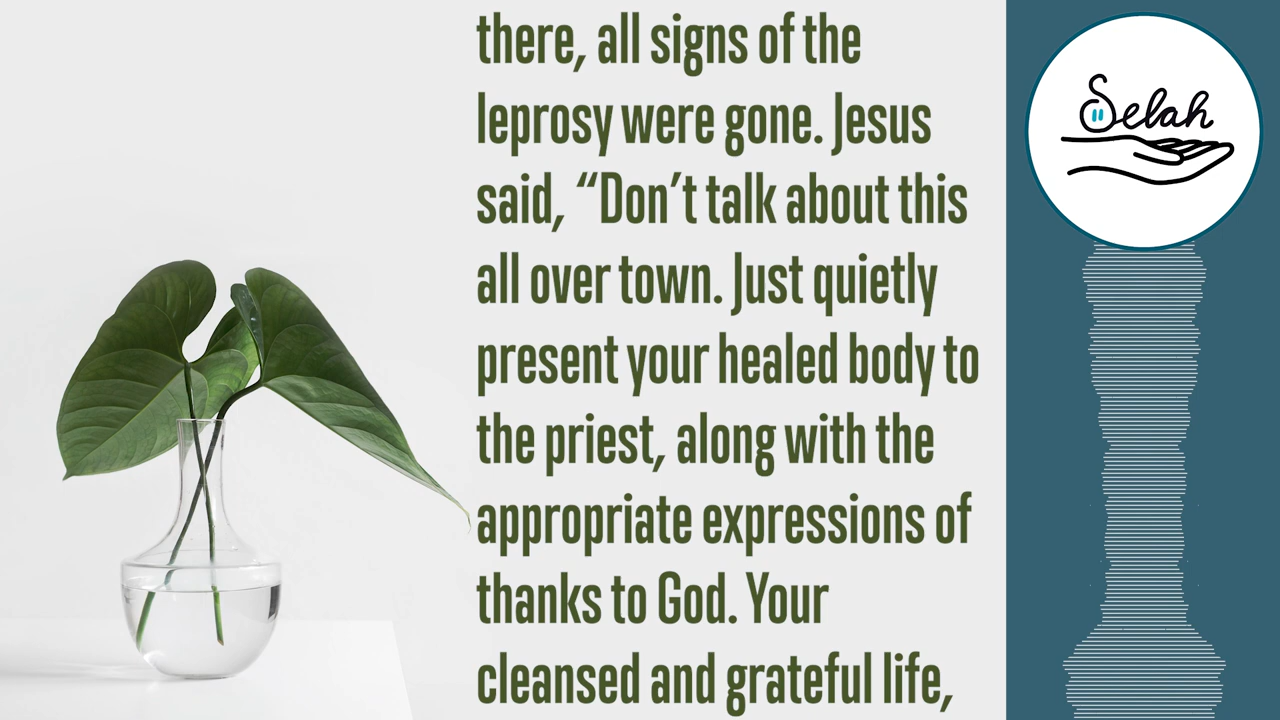 there, all signs of the
leprosy were gone. Jesus
said, “Don’t talk about this
all over town. Just quietly
present your healed body to
the priest, along with the
appropriate expressions of
thanks to God. Your
cleansed and grateful life,
Selah